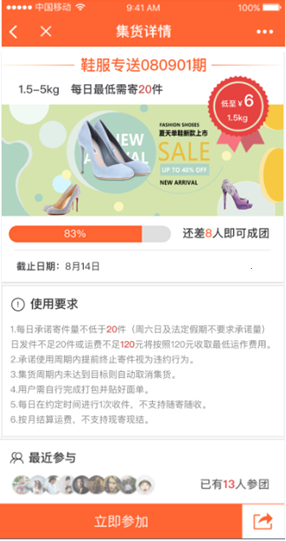 中国移动 9:41 AM 100%
集货详情
鞋服专送080901期
1.5~5kg 每日最低需寄20件
低至¥6
1.5kg
FASHION SHOEES
夏天单鞋新款上市
NEW
SALE
ARRIVAL
UP TO 40% OFF
NEW ARRIVAL
83% 还差8人即可成团
截止日期：8月14日
使用要求
1.每日承诺寄件量不低于20件（周六日及法定假期不要求承诺量）
日发件不足20件或运费不足120元将按照120元收取最低运作费用。
2.承诺使用周期内提前终止寄件视为违约行为。
3.集货周期内未达到目标则自动取消集货。
4.用户需自行完成打包并贴好面单。
5.每日在约定时间进行1次收件，不支持随寄随收。
6.按月结算运费，不支持现寄现结。
最近参与 已有13人参团
立即参加